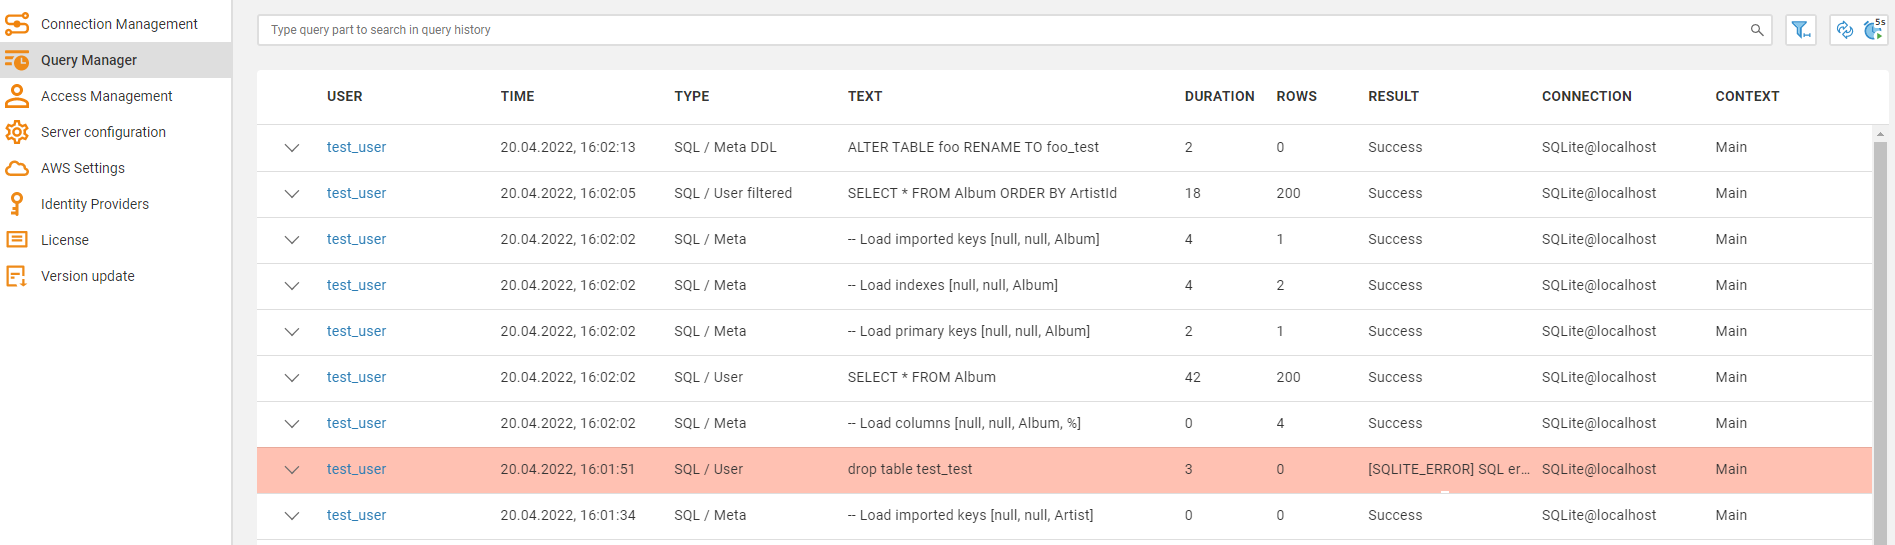 Connection Management
Query Manager
Access Management
Server configuration
AWS Settings
Identity Providers
License
Version update
Type query part to search in query history
5s
USER TIME TYPE TEXT DURATION ROWS RESULT CONNECTION CONTEXT
test_user 20.04.2022, 16:02:13 SQL / Meta DDL ALTER TABLE foo RENAME TO foo_test 2 0 Success SQLite@localhost Main
test_user 20.04.2022, 16:02:05 SQL / User filtered SELECT * FROM Album ORDER BY ArtistId 18 200 Success SQLite@localhost Main
test_user 20.04.2022, 16:02:02 SQL / Meta -- Load imported keys [null, null, Album] 4 1 Success SQLite@localhost Main
test_user 20.04.2022, 16:02:02 SQL / Meta -- Load indexes [null, null, Album] 4 2 Success SQLite@localhost Main
test_user 20.04.2022, 16:02:02 SQL / Meta -- Load primary keys [null, null, Album] 2 1 Success SQLite@localhost Main
test_user 20.04.2022, 16:02:02 SQL / User SELECT * FROM Album 42 200 Success SQLite@localhost Main
test_user 20.04.2022, 16:02:02 SQL / Meta -- Load columns [null, null, Album, %] 0 4 Success SQLite@localhost Main
test_user 20.04.2022, 16:01:51 SQL / User drop table test_test 3 0 [SQLITE_ERROR] SQL er... SQLite@localhost Main
test_user 20.04.2022, 16:01:34 SQL / Meta -- Load imported keys [null, null, Artist] 0 0 Success SQLite@localhost Main